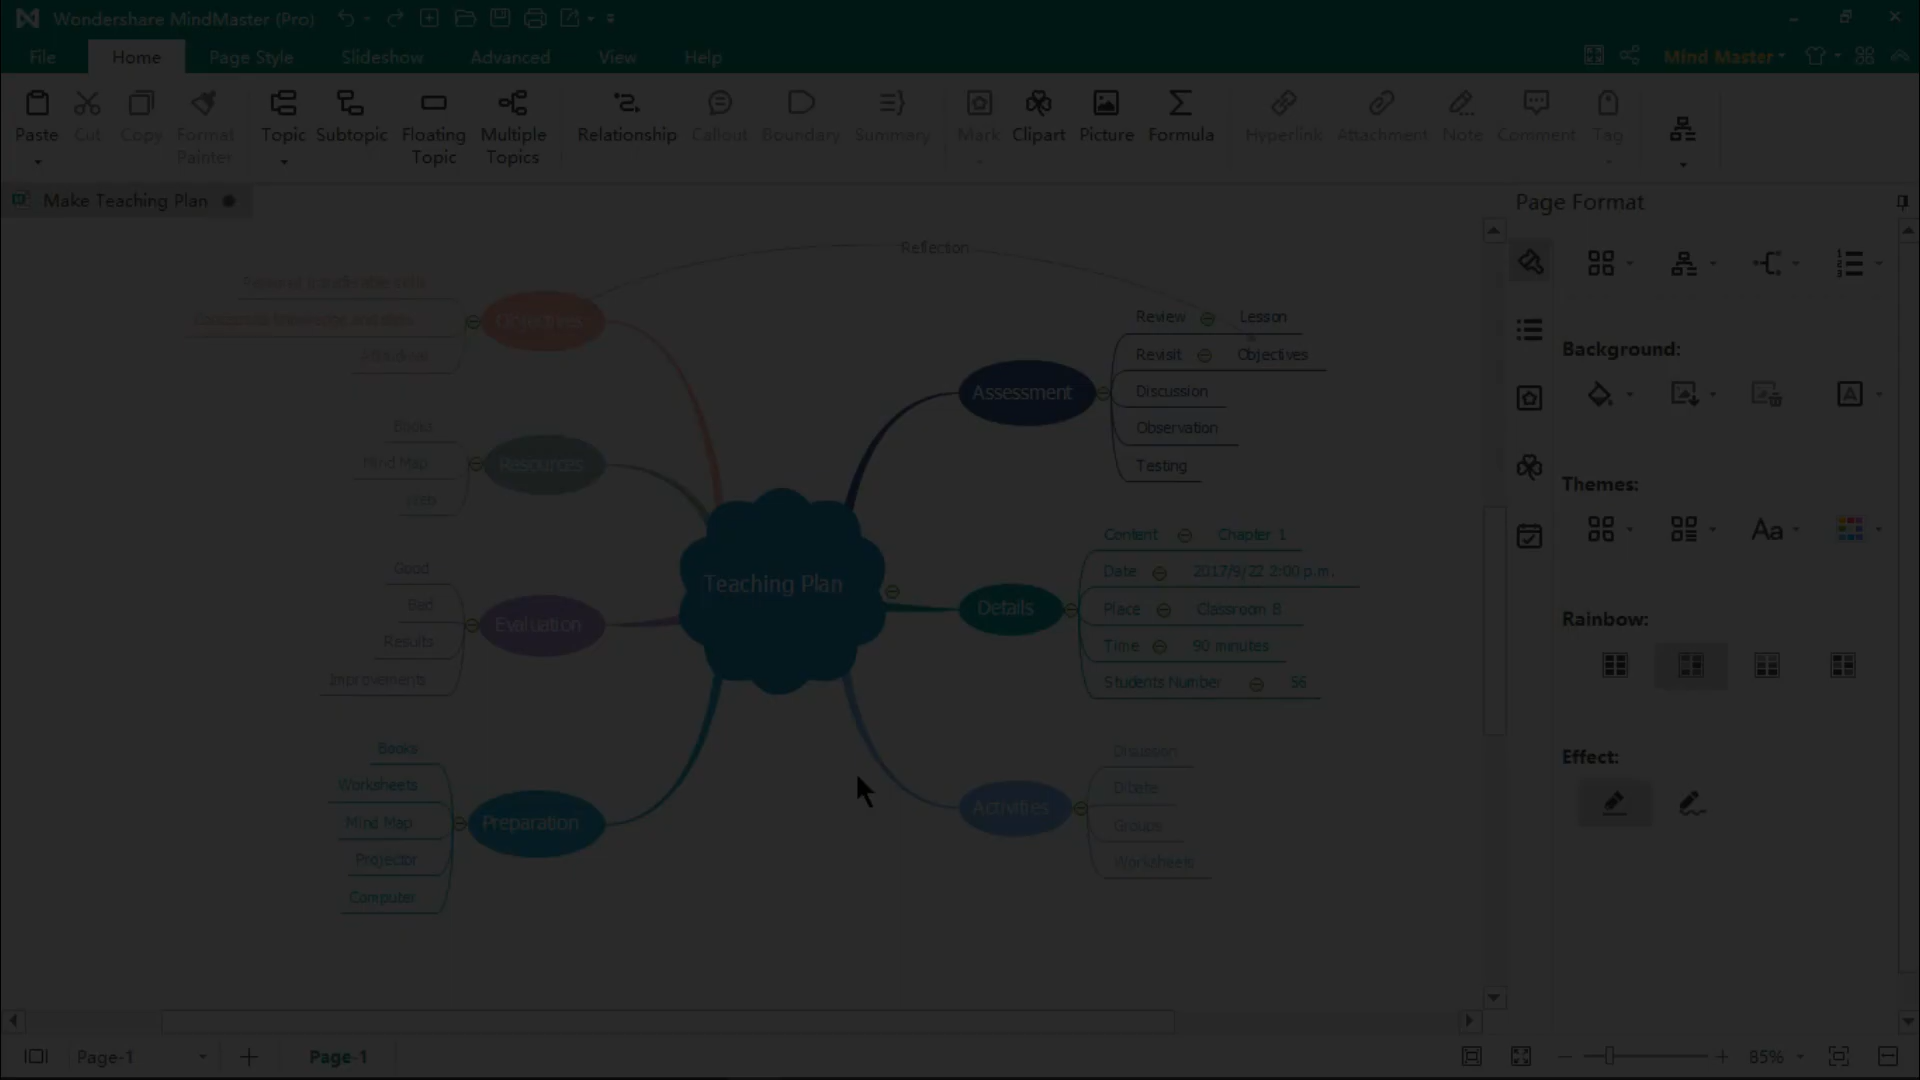 Wondershare MindMaster (Pro)
File Home Page Style Slideshow Advanced View Help
Mind Master
Paste Cut Copy Format Painter
Topic Subtopic Floating Topic Multiple Topics
Relationship Callout Boundary Summary
Mark Clipart Picture Formula
Hyperlink Attachment Note Comment Tag
Make Teaching Plan
Reflection
Objectives
Resources
Books
Mind Map
Evaluation
Good
Bad
Results
Improvements
Preparation
Books
Worksheets
Mind Map
Projector
Computer
Teaching Plan
Assessment
Review Lesson
Revisit Objectives
Discussion
Observation
Testing
Details
Content Chapter 1
Date 2017/9/22 2:00 p.m.
Place Classroom 8
Time 90 minutes
Students Number 56
Activities
Groups
Worksheets
Page Format
Background:
Themes:
Aa
Rainbow:
Effect:
Page-1
Page-1
85%